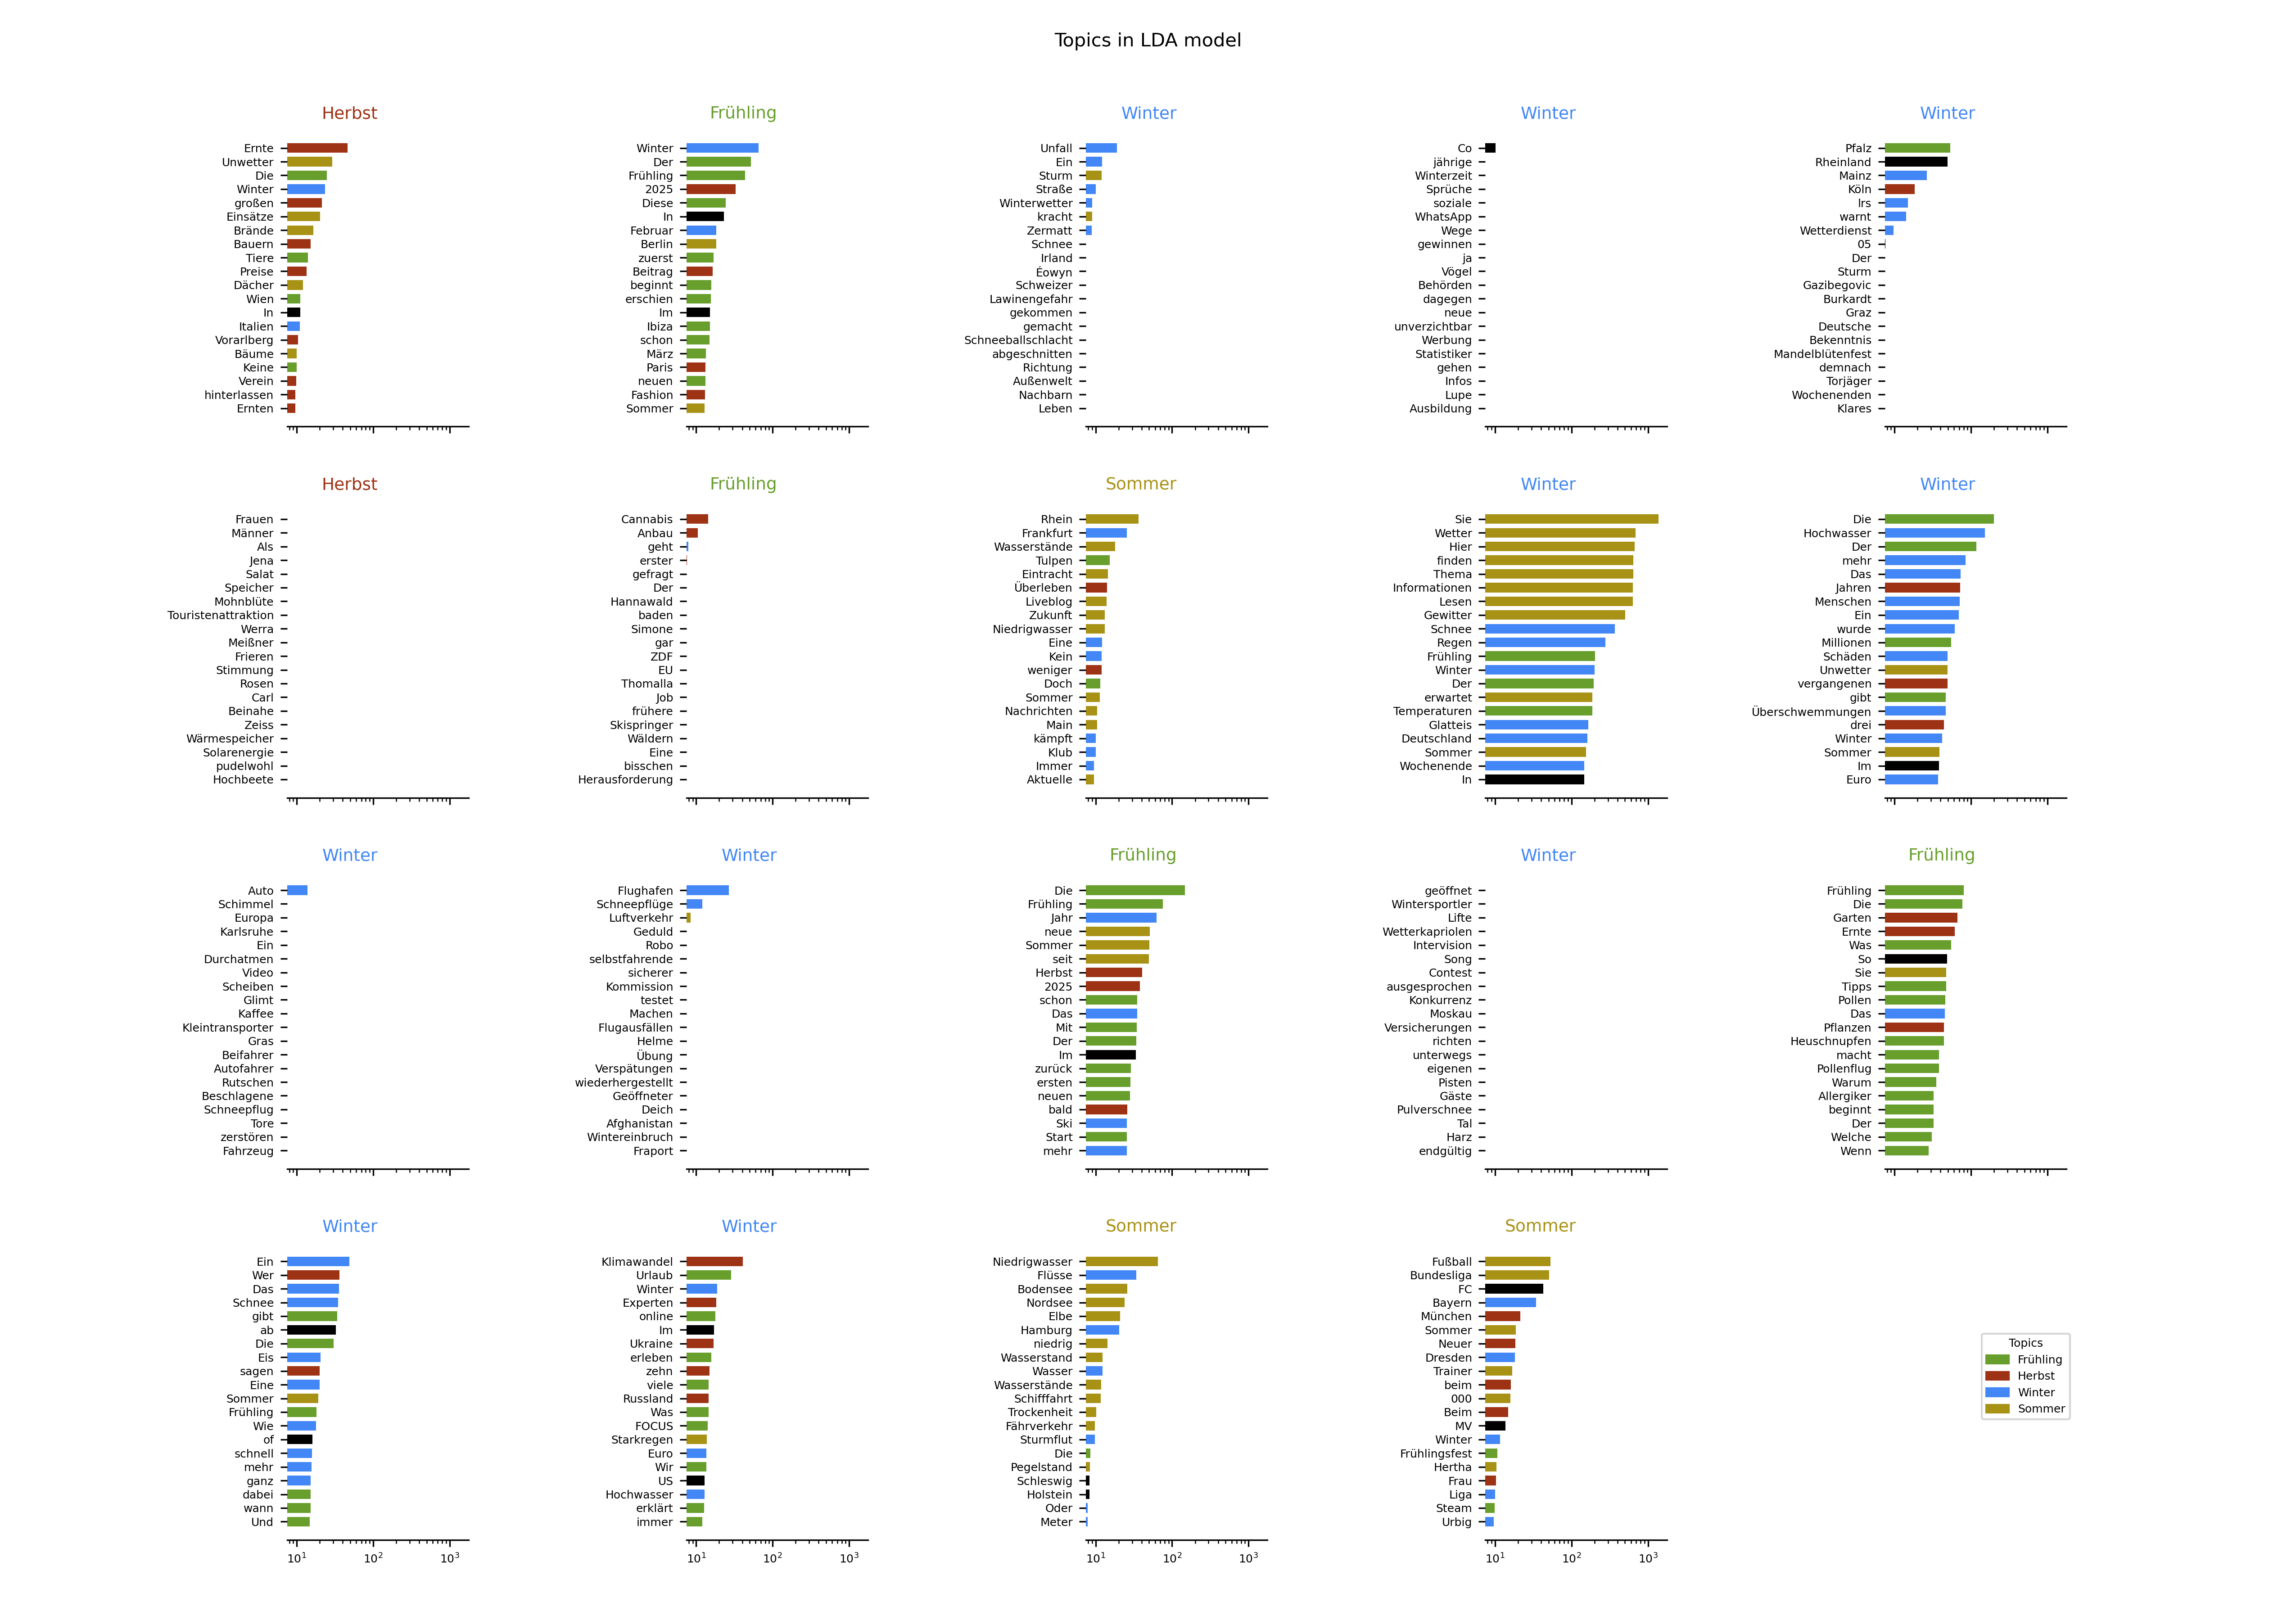 Topics in LDA model
Herbst
Ernte
Unwetter
Die
Winter
großen
Einsätze
Brände
Bauern
Tiere
Preise
Dächer
Wien
In
Italien
Vorarlberg
Bäume
Keine
Verein
hinterlassen
Ernten
Frühling
Winter
Der
Frühling
2025
Diese
In
Februar
Berlin
zuerst
Beitrag
beginnt
erschien
Im
Ibiza
schon
März
Paris
neuen
Fashion
Sommer
Winter
Unfall
Ein
Sturm
Straße
Winterwetter
kracht
Zermatt
Schnee
Irland
Éowyn
Schweizer
Lawinengefahr
gekommen
gemacht
Schneeballschlacht
abgeschnitten
Richtung
Außenwelt
Nachbarn
Leben
Winter
Co
jährige
Winterzeit
Sprüche
soziale
WhatsApp
Wege
gewinnen
ja
Vögel
Behörden
dagegen
neue
unverzichtbar
Werbung
Statistiker
gehen
Infos
Lupe
Ausbildung
Winter
Pfalz
Rheinland
Mainz
Köln
Irs
warnt
Wetterdienst
05
Der
Sturm
Gazibegovic
Burkardt
Graz
Deutsche
Bekenntnis
Mandelblütenfest
demnach
Torjäger
Wochenenden
Klares
Herbst
Frauen
Männer
Als
Jena
Salat
Speicher
Mohnblüte
Touristenattraktion
Werra
Meißner
Frieren
Stimmung
Rosen
Carl
Beinahe
Zeiss
Wärmespeicher
Solarenergie
pudelwohl
Hochbeete
Frühling
Cannabis
Anbau
geht
erster
gefragt
Der
Hannawald
baden
Simone
gar
ZDF
EU
Thomalla
Job
frühere
Skispringer
Wäldern
Eine
bisschen
Herausforderung
Sommer
Rhein
Frankfurt
Wasserstände
Tulpen
Eintracht
Überleben
Liveblog
Zukunft
Niedrigwasser
Eine
Kein
weniger
Doch
Sommer
Nachrichten
Main
kämpft
Klub
Immer
Aktuelle
Winter
Sie
Wetter
Hier
finden
Thema
Informationen
Lesen
Gewitter
Schnee
Regen
Frühling
Winter
Der
erwartet
Temperaturen
Glatteis
Deutschland
Sommer
Wochenende
In
Winter
Die
Hochwasser
Der
mehr
Das
Jahren
Menschen
Ein
wurde
Millionen
Schäden
Unwetter
vergangenen
gibt
Überschwemmungen
drei
Winter
Sommer
Im
Euro
Winter
Auto
Schimmel
Europa
Karlsruhe
Ein
Durchatmen
Video
Scheiben
Glimt
Kaffee
Kleintransporter
Gras
Beifahrer
Autofahrer
Rutschen
Beschlagene
Schneepflug
Tore
zerstören
Fahrzeug
Winter
Flughafen
Schneepflüge
Luftverkehr
Geduld
Robo
selbstfahrende
sicherer
Kommission
testet
Machen
Flugausfällen
Helme
Übung
Verspätungen
wiederhergestellt
Geöffneter
Deich
Afghanistan
Wintereinbruch
Fraport
Frühling
Die
Frühling
Jahr
neue
Sommer
seit
Herbst
2025
schon
Das
Mit
Der
Im
zurück
ersten
neuen
bald
Ski
Start
mehr
Winter
geöffnet
Wintersportler
Lifte
Wetterkapriolen
Intervision
Song
Contest
ausgesprochen
Konkurrenz
Moskau
Versicherungen
richten
unterwegs
eigenen
Pisten
Gäste
Pulverschnee
Tal
Harz
endgültig
Frühling
Frühling
Die
Garten
Ernte
Was
So
Sie
Tipps
Pollen
Das
Pflanzen
Heuschnupfen
macht
Pollenflug
Warum
Allergiker
beginnt
Der
Welche
Wenn
Winter
Ein
Wer
Das
Schnee
gibt
ab
Die
Eis
sagen
Eine
Sommer
Frühling
Wie
of
schnell
mehr
ganz
dabei
wann
Und
10¹ 10² 10³
Winter
Klimawandel
Urlaub
Winter
Experten
online
Im
Ukraine
erleben
zehn
viele
Russland
Was
FOCUS
Starkregen
Euro
Wir
US
Hochwasser
erklärt
immer
10¹ 10² 10³
Sommer
Niedrigwasser
Flüsse
Bodensee
Nordsee
Elbe
Hamburg
niedrig
Wasserstand
Wasser
Wasserstände
Schifffahrt
Trockenheit
Fährverkehr
Sturmflut
Die
Pegelstand
Schleswig
Holstein
Oder
Meter
10¹ 10² 10³
Sommer
Fußball
Bundesliga
FC
Bayern
München
Sommer
Neuer
Dresden
Trainer
beim
000
Beim
MV
Winter
Frühlingsfest
Hertha
Frau
Liga
Steam
Urbig
10¹ 10² 10³
Topics
Frühling
Herbst
Winter
Sommer